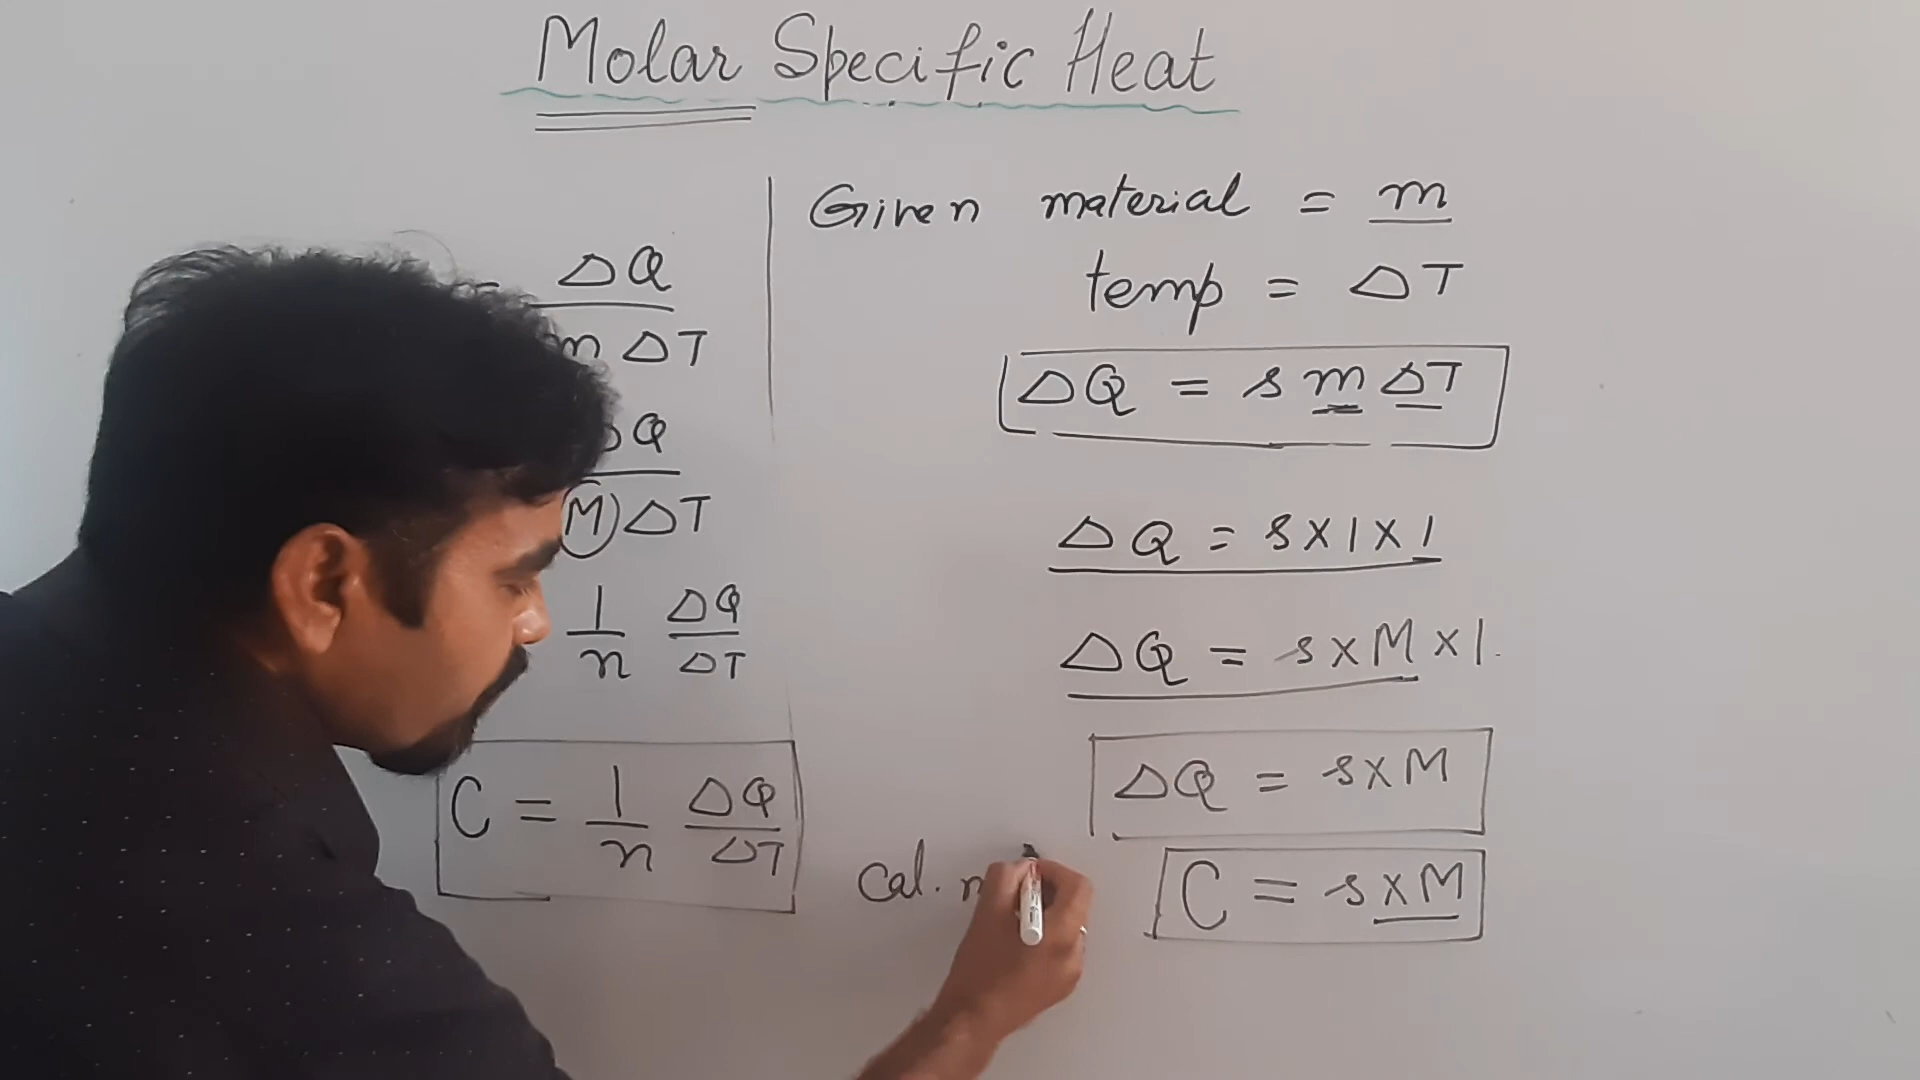 Molar Specific Heat
= ΔQ
m ΔT
ΔQ
(M) ΔT
1/n ΔQ/ΔT
C = 1/n ΔQ/ΔT
Given material = m
temp = ΔT
ΔQ = s m ΔT
ΔQ = s x 1 x 1
ΔQ = s x M x 1.
ΔQ = s x M
C = s x M
Cal.